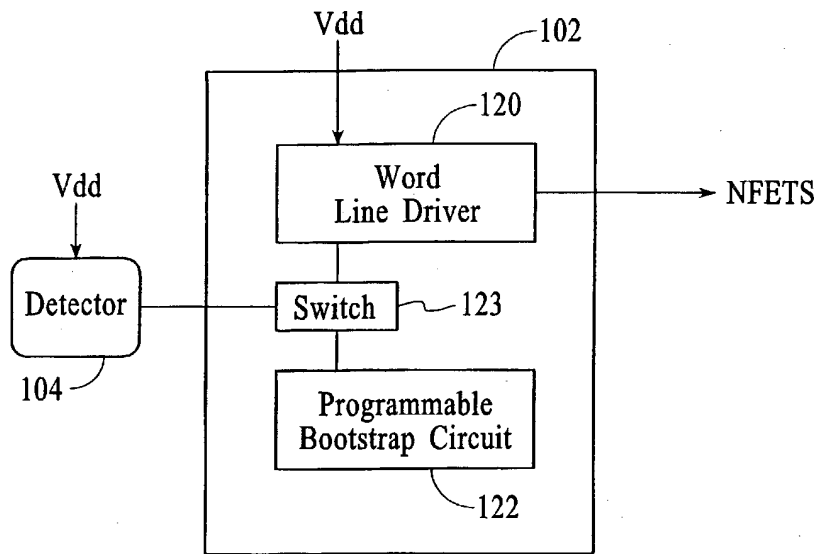 Vdd
102
120
Word
Line Driver
NFETS
Vdd
Detector
Switch
123
104
Programmable
Bootstrap Circuit
122